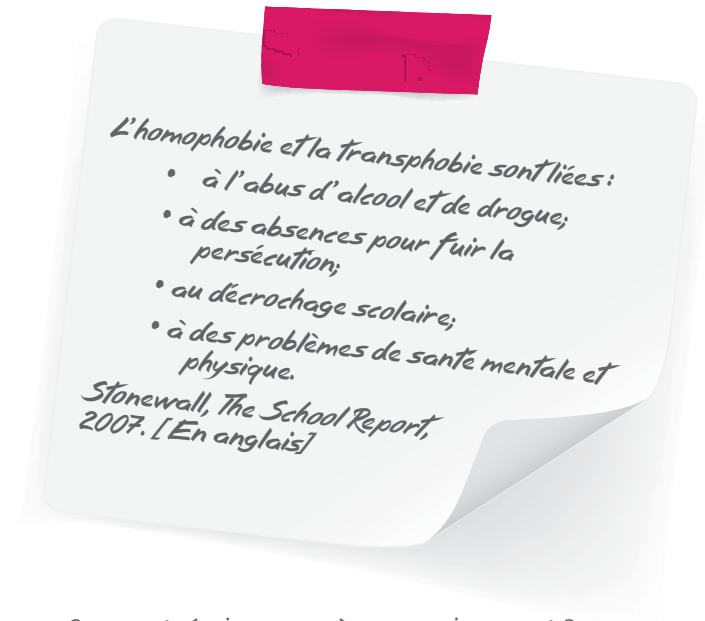 L'homophobie et la transphobie sont liées :
• à l'abus d'alcool et de drogue;
• à des absences pour fuir la
persécution;
• au décrochage scolaire;
• à des problèmes de santé mentale et
physique.
Stonewall, The School Report,
2007. [En anglais]